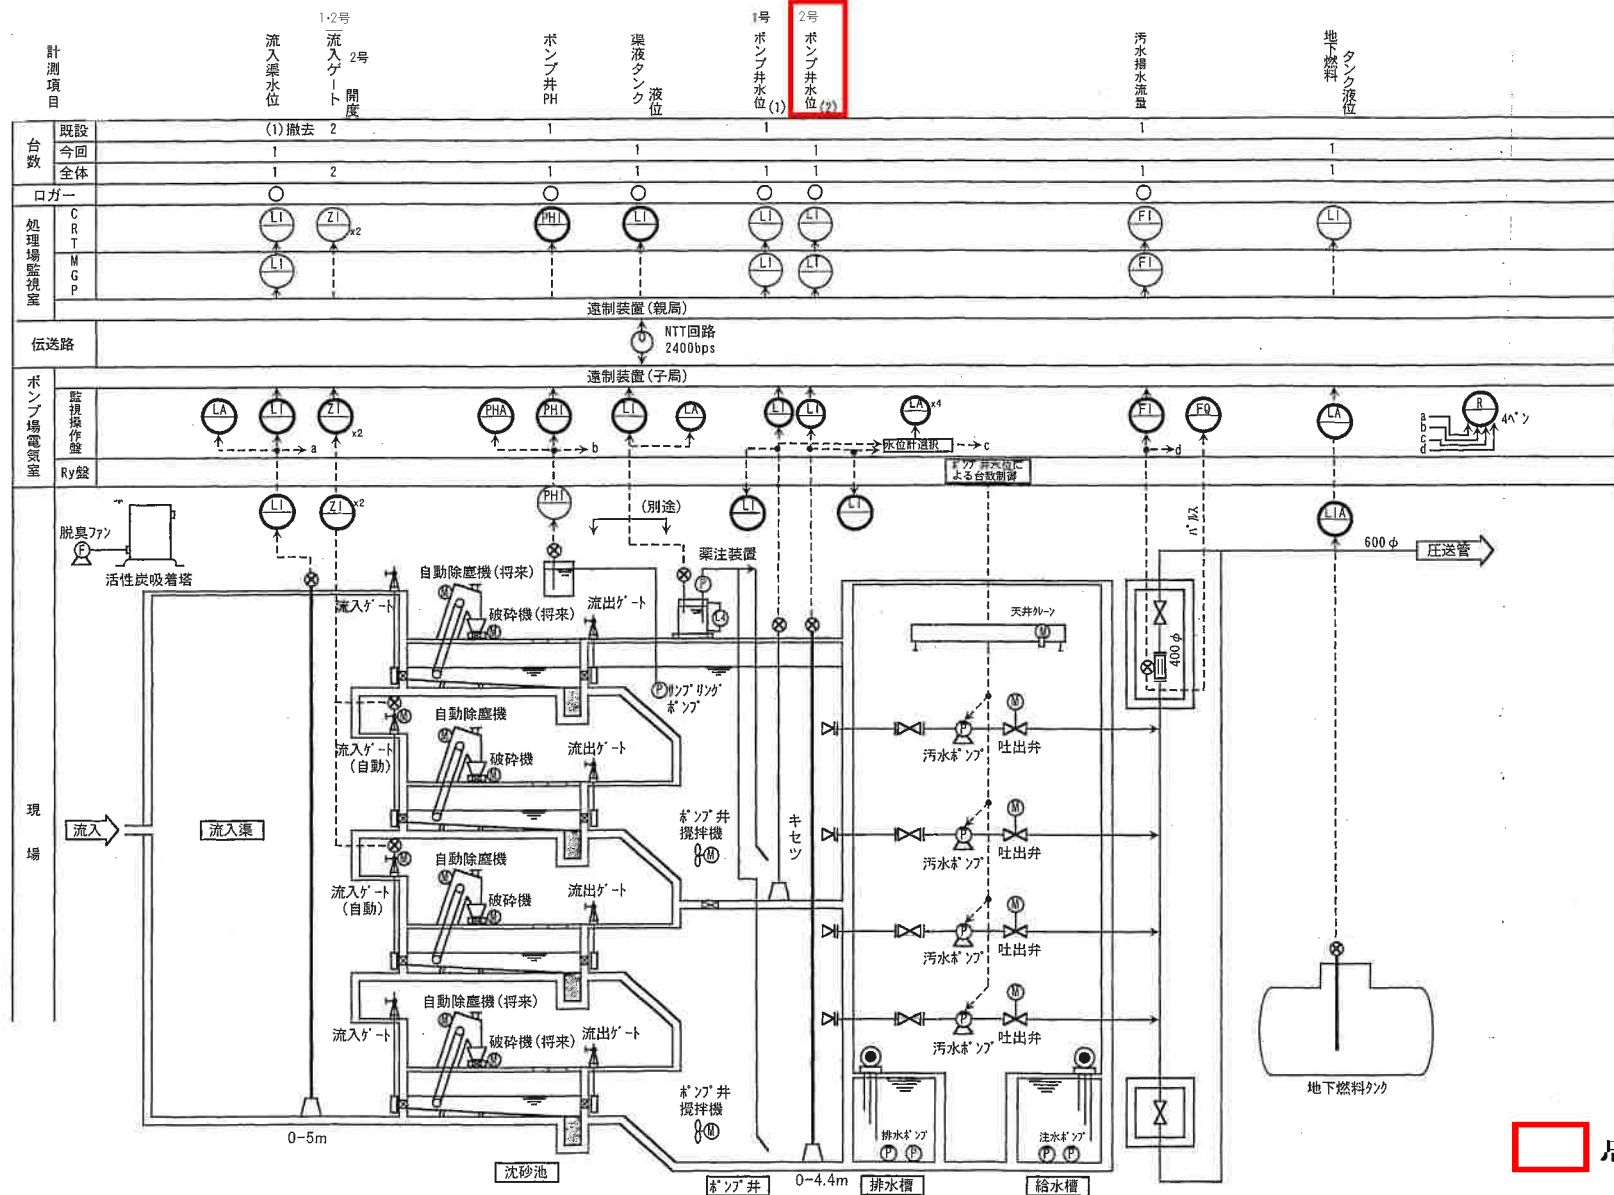 計測項目
流入渠水位
1・2号
流入ゲート
2号
開度
ポンプ井PH
薬液タンク
液位
1号
ポンプ井水位
(1)
2号
ポンプ井水位
(2)
汚水揚水流量
地下燃料
タンク液位
台数
既設
(1)撤去 2 1 1 1
今回
1 1 1 1
全体
1 2 1 1 1 1 1 1
ロガー
処理場監視室
CRT
LI ZI x2 PHI LI LI LI FI LI
MGP
LI LI LI FI
遠制装置(親局)
伝送路
NTT回路
2400bps
遠制装置(子局)
ポンプ場電気室
監視操作盤
LA LI ZI x2 PHA PHI LI LA LI LI LA x4 FI FQ LA R
4ペン
a
b
c
d
a
b
水位計選択
c
d
Ry盤
ポンプ井水位に
よる台数制御
現場
LI ZI x2 PHI LI LI LIA
(別途)
パルス
脱臭ファン
F
活性炭吸着塔
薬注装置
600φ
圧送管
自動除塵機(将来)
流入ゲート
破砕機(将来)
流出ゲート
天井クレーン
400φ
サンプリング
ポンプ
自動除塵機
流入ゲート
(自動)
破砕機
流出ゲート
汚水ポンプ
吐出弁
流入
流入渠
ポンプ井
攪拌機
キセツ
汚水ポンプ
吐出弁
自動除塵機
流入ゲート
(自動)
破砕機
流出ゲート
汚水ポンプ
吐出弁
自動除塵機(将来)
流入ゲート
破砕機(将来)
流出ゲート
汚水ポンプ
吐出弁
地下燃料タンク
ポンプ井
攪拌機
排水ポンプ
注水ポンプ
0-5m
沈砂池
ポンプ井
0-4.4m
排水槽
給水槽